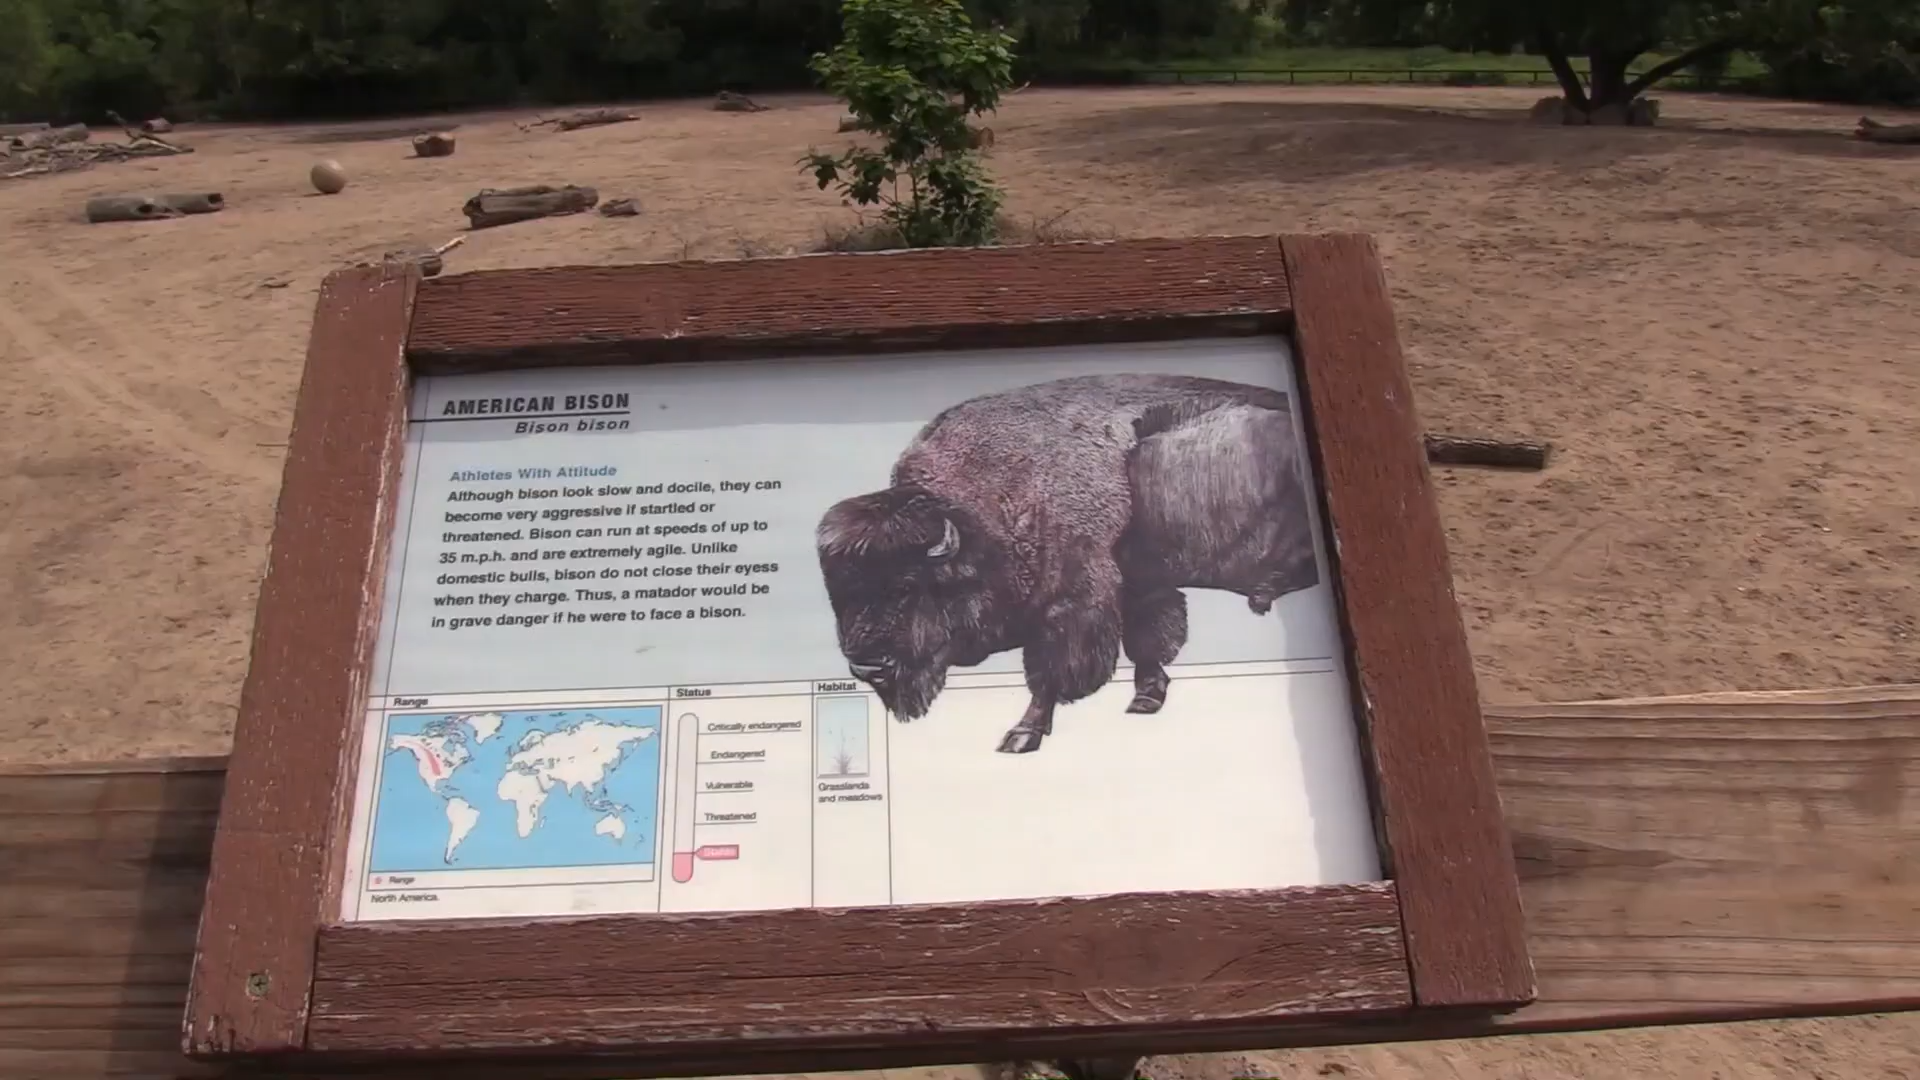 AMERICAN BISON
Bison bison
Athletes With Attitude
Although bison look slow and docile, they can
become very aggressive if startled or
threatened. Bison can run at speeds of up to
35 m.p.h. and are extremely agile. Unlike
domestic bulls, bison do not close their eyess
when they charge. Thus, a matador would be
in grave danger if he were to face a bison.
Range
Range
North America.
Status
Critically endangered
Endangered
Vulnerable
Threatened
Stable
Habitat
Grasslands
and meadows